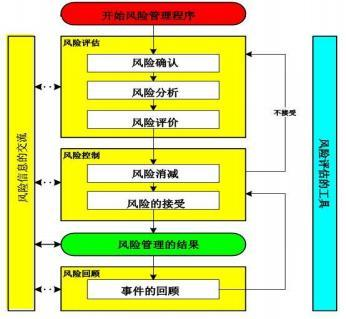 开始风险管理程序
风险评估
风险确认
风险分析
风险评价
不接受
风险控制
风险消减
风险的接受
风险管理的结果
风险回顾
事件的回顾
风险信息的交流
风险评估的工具